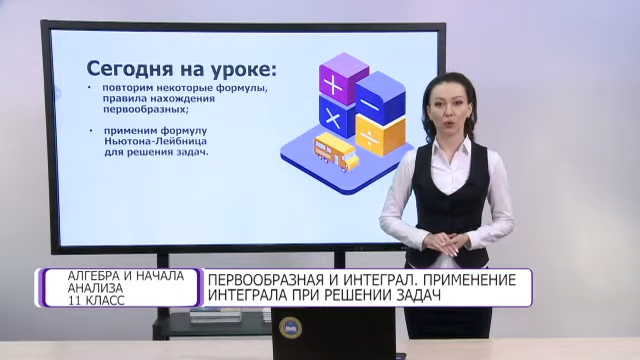 Сегодня на уроке:
• повторим некоторые формулы,
правила нахождения
первообразных;
• применим формулу
Ньютона-Лейбница
для решения задач.
АЛГЕБРА И НАЧАЛА
АНАЛИЗА
11 КЛАСС
ПЕРВООБРАЗНАЯ И ИНТЕГРАЛ. ПРИМЕНЕНИЕ
ИНТЕГРАЛА ПРИ РЕШЕНИИ ЗАДАЧ